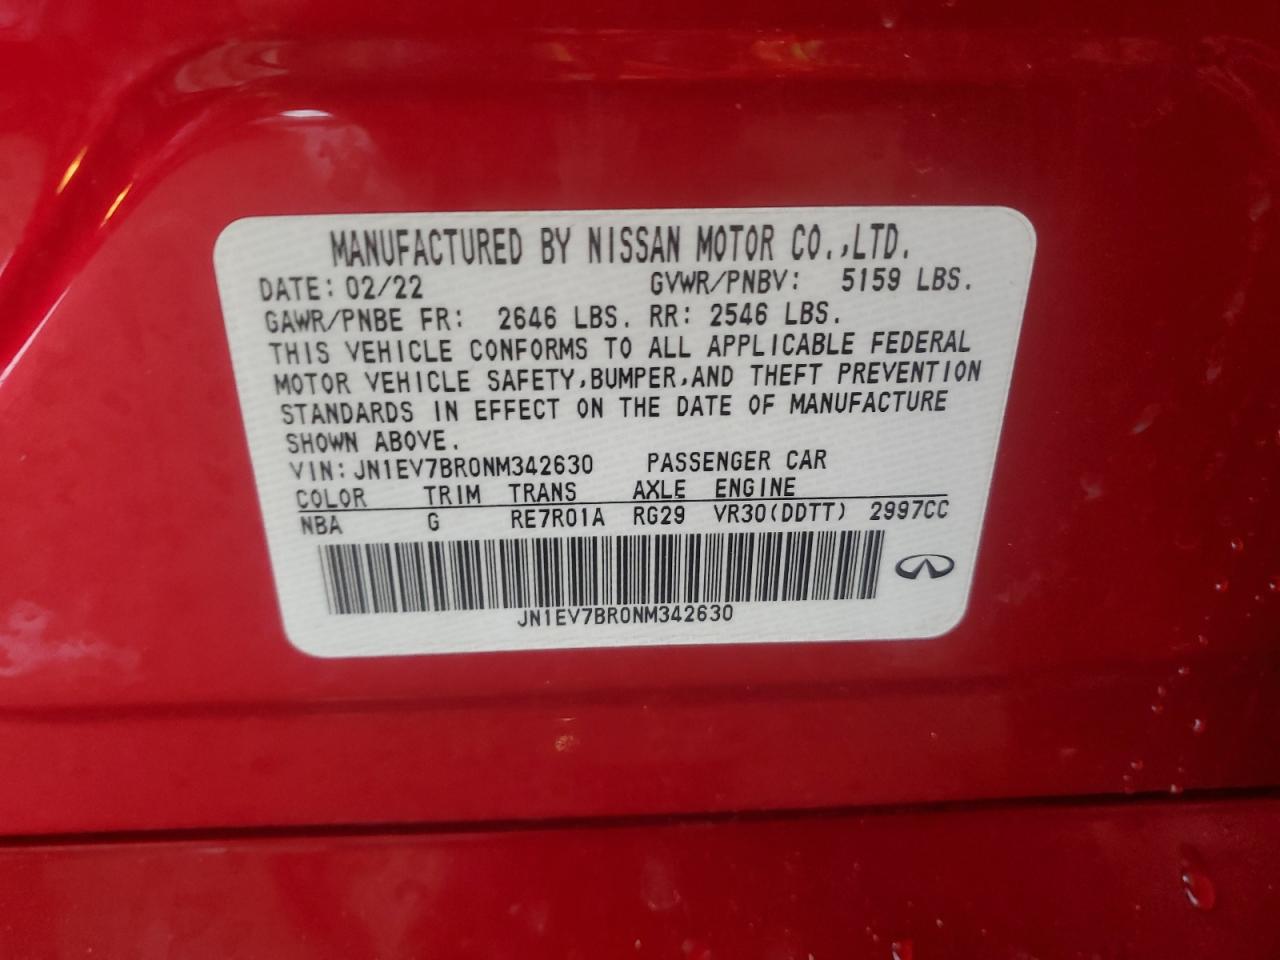 MANUFACTURED BY NISSAN MOTOR CO.,LTD.
DATE: 02/22 GVWR/PNBV: 5159 LBS.
GAWR/PNBE FR: 2646 LBS. RR: 2546 LBS.
THIS VEHICLE CONFORMS TO ALL APPLICABLE FEDERAL
MOTOR VEHICLE SAFETY,BUMPER,AND THEFT PREVENTION
STANDARDS IN EFFECT ON THE DATE OF MANUFACTURE
SHOWN ABOVE.
VIN: JN1EV7BR0NM342630 PASSENGER CAR
COLOR TRIM TRANS AXLE ENGINE
NBA G RE7R01A RG29 VR30(DDTT) 2997CC
JN1EV7BR0NM342630